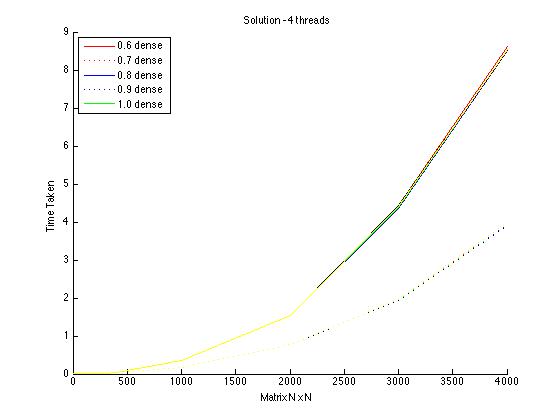 Solution - 4 threads
9
8
7
6
5
4
3
2
1
0
0.6 dense
0.7 dense
0.8 dense
0.9 dense
1.0 dense
Time Taken
0 500 1000 1500 2000 2500 3000 3500 4000
Matrix N x N